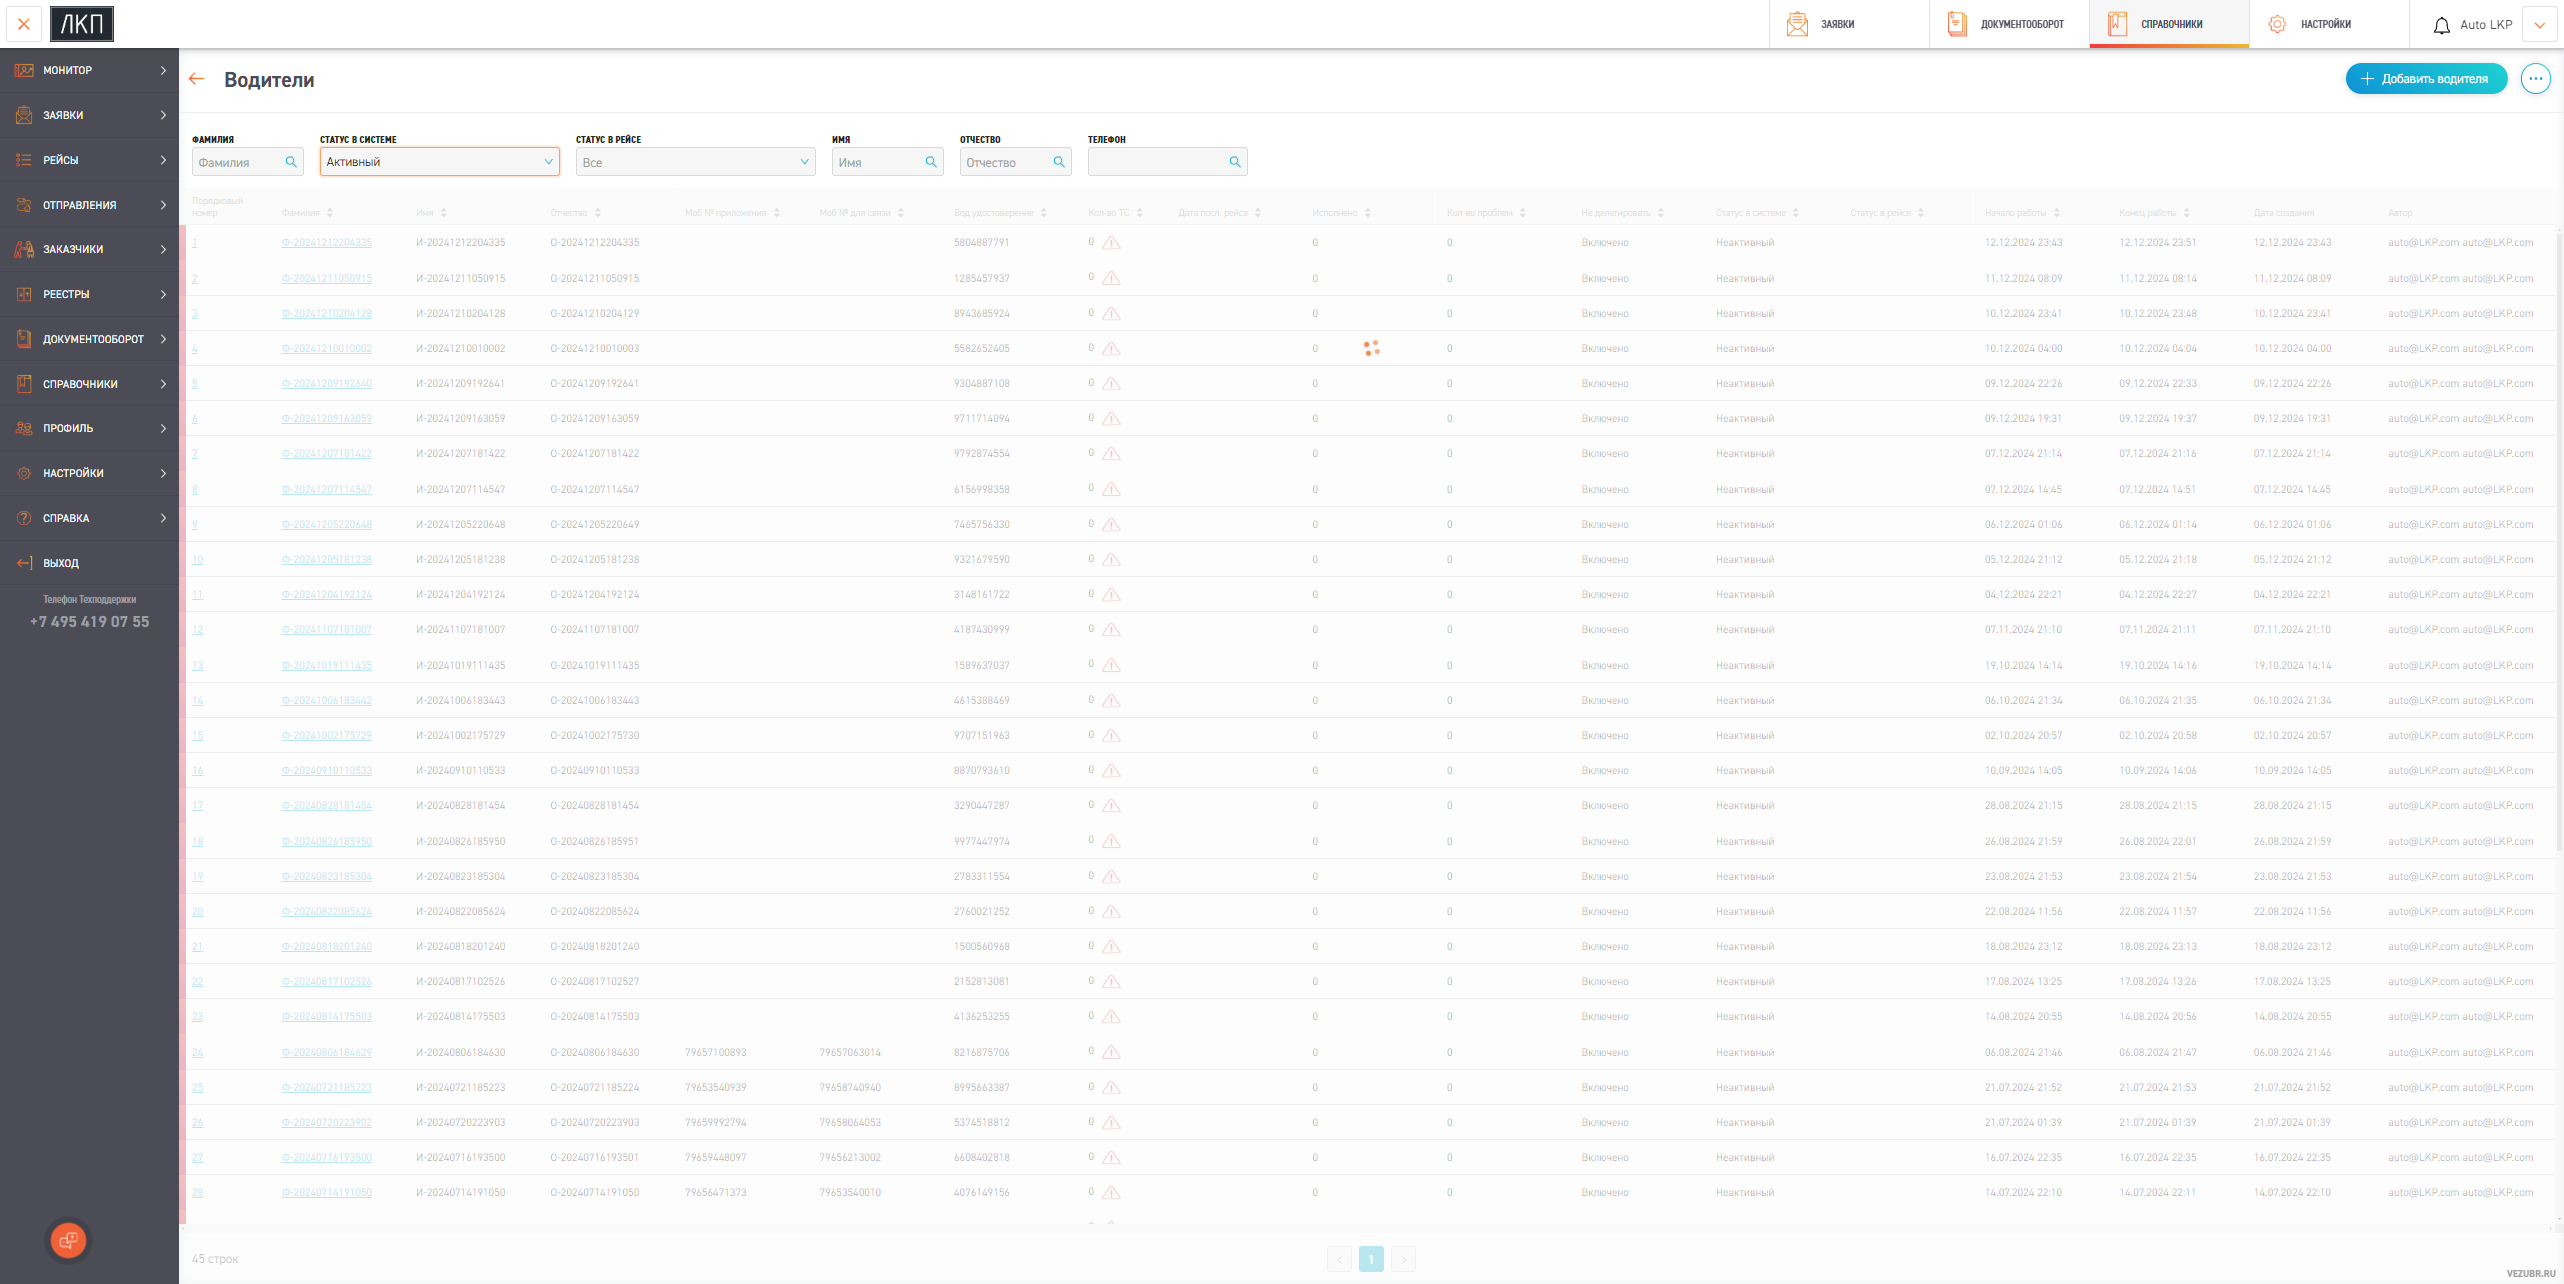 ЛКП
ЗАЯВКИ
ДОКУМЕНТООБОРОТ
СПРАВОЧНИКИ
НАСТРОЙКИ
Auto LKP
МОНИТОР
ЗАЯВКИ
РЕЙСЫ
ОТПРАВЛЕНИЯ
ЗАКАЗЧИКИ
РЕЕСТРЫ
ДОКУМЕНТООБОРОТ
СПРАВОЧНИКИ
ПРОФИЛЬ
НАСТРОЙКИ
СПРАВКА
ВЫХОД
Телефон Техподдержки
+7 495 419 07 55
Водители
Добавить водителя
ФАМИЛИЯ СТАТУС В СИСТЕМЕ СТАТУС В РЕЙСЕ ИМЯ ОТЧЕСТВО ТЕЛЕФОН
Фамилия Активный Все Имя Отчество
Порядковый номер Фамилия Имя Отчество Моб № приложения Моб № для связи Вод удостоверение Кол-во ТС Дата посл. рейса Исполнено Кол-во проблем Не делегировать Статус в системе Статус в рейсе Начало работы Конец работы Дата создания Автор
1 Ф-20241212204335 И-20241212204335 О-20241212204335 5804887791 0 0 0 Включено Неактивный 12.12.2024 23:43 12.12.2024 23:51 12.12.2024 23:43 auto@LKP.com auto@LKP.com
2 Ф-20241211050915 И-20241211050915 О-20241211050915 1285457937 0 0 0 Включено Неактивный 11.12.2024 08:09 11.12.2024 08:14 11.12.2024 08:09 auto@LKP.com auto@LKP.com
3 Ф-20241210204128 И-20241210204128 О-20241210204129 8943685924 0 0 0 Включено Неактивный 10.12.2024 23:41 10.12.2024 23:48 10.12.2024 23:41 auto@LKP.com auto@LKP.com
4 Ф-20241210010002 И-20241210010002 О-20241210010003 5582652405 0 0 0 Включено Неактивный 10.12.2024 04:00 10.12.2024 04:04 10.12.2024 04:00 auto@LKP.com auto@LKP.com
5 Ф-20241209192640 И-20241209192641 О-20241209192641 9304887108 0 0 0 Включено Неактивный 09.12.2024 22:26 09.12.2024 22:33 09.12.2024 22:26 auto@LKP.com auto@LKP.com
6 Ф-20241209163059 И-20241209163059 О-20241209163059 9711714094 0 0 0 Включено Неактивный 09.12.2024 19:31 09.12.2024 19:37 09.12.2024 19:31 auto@LKP.com auto@LKP.com
7 Ф-20241207181422 И-20241207181422 О-20241207181422 9792874554 0 0 0 Включено Неактивный 07.12.2024 21:14 07.12.2024 21:16 07.12.2024 21:14 auto@LKP.com auto@LKP.com
8 Ф-20241207114547 И-20241207114547 О-20241207114547 6156998358 0 0 0 Включено Неактивный 07.12.2024 14:45 07.12.2024 14:51 07.12.2024 14:45 auto@LKP.com auto@LKP.com
9 Ф-20241205220648 И-20241205220648 О-20241205220649 7465756330 0 0 0 Включено Неактивный 06.12.2024 01:06 06.12.2024 01:14 06.12.2024 01:06 auto@LKP.com auto@LKP.com
10 Ф-20241205181238 И-20241205181238 О-20241205181238 9321679590 0 0 0 Включено Неактивный 05.12.2024 21:12 05.12.2024 21:18 05.12.2024 21:12 auto@LKP.com auto@LKP.com
11 Ф-20241204192124 И-20241204192124 О-20241204192124 3148161722 0 0 0 Включено Неактивный 04.12.2024 22:21 04.12.2024 22:27 04.12.2024 22:21 auto@LKP.com auto@LKP.com
12 Ф-20241107181007 И-20241107181007 О-20241107181007 4187430999 0 0 0 Включено Неактивный 07.11.2024 21:10 07.11.2024 21:11 07.11.2024 21:10 auto@LKP.com auto@LKP.com
13 Ф-20241019111435 И-20241019111435 О-20241019111435 1589637037 0 0 0 Включено Неактивный 19.10.2024 14:14 19.10.2024 14:16 19.10.2024 14:14 auto@LKP.com auto@LKP.com
14 Ф-20241006183442 И-20241006183443 О-20241006183443 4615388469 0 0 0 Включено Неактивный 06.10.2024 21:34 06.10.2024 21:35 06.10.2024 21:34 auto@LKP.com auto@LKP.com
15 Ф-20241002175729 И-20241002175729 О-20241002175730 9707151963 0 0 0 Включено Неактивный 02.10.2024 20:57 02.10.2024 20:58 02.10.2024 20:57 auto@LKP.com auto@LKP.com
16 Ф-20240910110533 И-20240910110533 О-20240910110533 8870793610 0 0 0 Включено Неактивный 10.09.2024 14:05 10.09.2024 14:06 10.09.2024 14:05 auto@LKP.com auto@LKP.com
17 Ф-20240828181454 И-20240828181454 О-20240828181454 3290447287 0 0 0 Включено Неактивный 28.08.2024 21:15 28.08.2024 21:15 28.08.2024 21:15 auto@LKP.com auto@LKP.com
18 Ф-20240826185950 И-20240826185950 О-20240826185951 9977447974 0 0 0 Включено Неактивный 26.08.2024 21:59 26.08.2024 22:01 26.08.2024 21:59 auto@LKP.com auto@LKP.com
19 Ф-20240823185304 И-20240823185304 О-20240823185304 2783311554 0 0 0 Включено Неактивный 23.08.2024 21:53 23.08.2024 21:54 23.08.2024 21:53 auto@LKP.com auto@LKP.com
20 Ф-20240822085624 И-20240822085624 О-20240822085624 2760021252 0 0 0 Включено Неактивный 22.08.2024 11:56 22.08.2024 11:57 22.08.2024 11:56 auto@LKP.com auto@LKP.com
21 Ф-20240818201240 И-20240818201240 О-20240818201240 1500560968 0 0 0 Включено Неактивный 18.08.2024 23:12 18.08.2024 23:13 18.08.2024 23:12 auto@LKP.com auto@LKP.com
22 Ф-20240817102526 И-20240817102526 О-20240817102527 2152813081 0 0 0 Включено Неактивный 17.08.2024 13:25 17.08.2024 13:26 17.08.2024 13:25 auto@LKP.com auto@LKP.com
23 Ф-20240814175503 И-20240814175503 О-20240814175503 4136253255 0 0 0 Включено Неактивный 14.08.2024 20:55 14.08.2024 20:56 14.08.2024 20:55 auto@LKP.com auto@LKP.com
24 Ф-20240806184629 И-20240806184630 О-20240806184630 79657100893 79657063014 8216875706 0 0 0 Включено Неактивный 06.08.2024 21:46 06.08.2024 21:47 06.08.2024 21:46 auto@LKP.com auto@LKP.com
25 Ф-20240721185223 И-20240721185223 О-20240721185224 79653540939 79658740940 8995663387 0 0 0 Включено Неактивный 21.07.2024 21:52 21.07.2024 21:53 21.07.2024 21:52 auto@LKP.com auto@LKP.com
26 Ф-20240720223902 И-20240720223903 О-20240720223903 79659992794 79658064053 5374518812 0 0 0 Включено Неактивный 21.07.2024 01:39 21.07.2024 01:39 21.07.2024 01:39 auto@LKP.com auto@LKP.com
27 Ф-20240716193500 И-20240716193500 О-20240716193501 79659448097 79656213002 6608402818 0 0 0 Включено Неактивный 16.07.2024 22:35 16.07.2024 22:35 16.07.2024 22:35 auto@LKP.com auto@LKP.com
28 Ф-20240714191050 И-20240714191050 О-20240714191050 79656471373 79653540010 4076149156 0 0 0 Включено Неактивный 14.07.2024 22:10 14.07.2024 22:11 14.07.2024 22:10 auto@LKP.com auto@LKP.com
45 строк
1
VEZUBR.RU